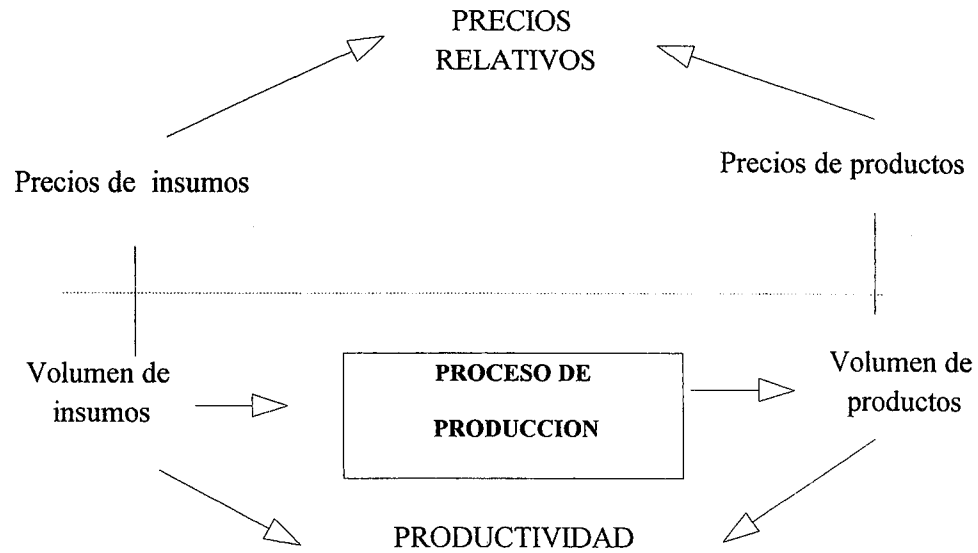 PRECIOS
RELATIVOS
Precios de insumos
Precios de productos
Volumen de
insumos
PROCESO DE
PRODUCCION
Volumen de
productos
PRODUCTIVIDAD